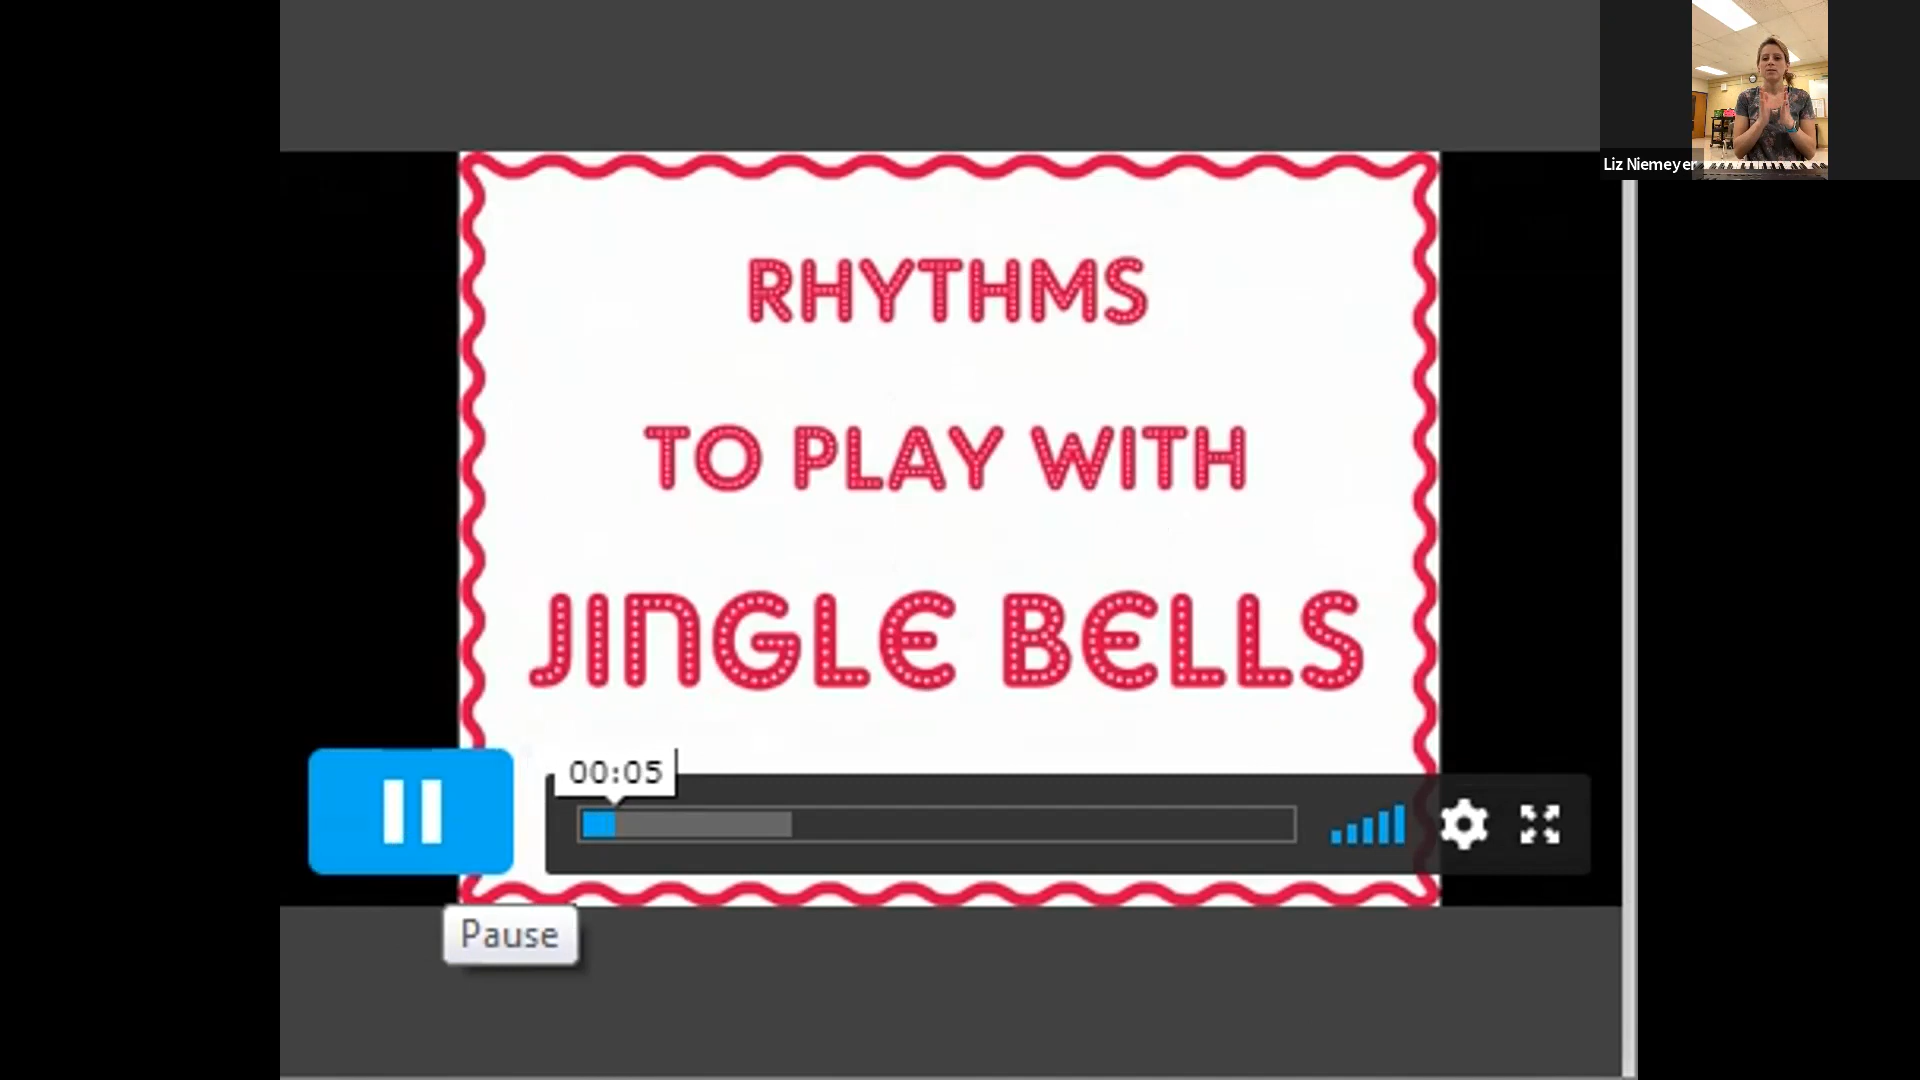 Liz Niemeyer
RHYTHMS
TO PLAY WITH
JINGLE BELLS
00:05
Pause